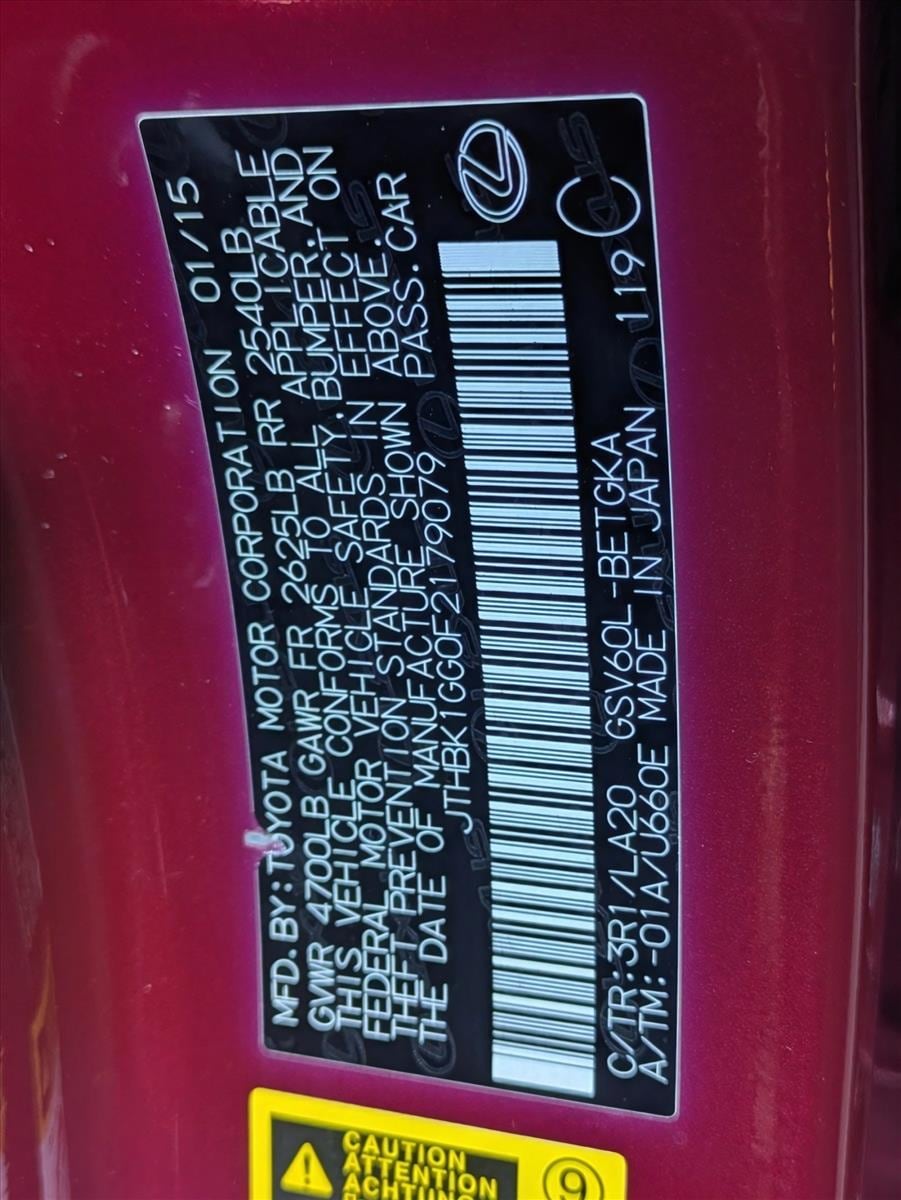 MFD. BY: TOYOTA MOTOR CORPORATION 01/15
GVWR 4700LB GAWR FR 2625LB RR 2540LB
THIS VEHICLE CONFORMS TO ALL APPLICABLE
FEDERAL MOTOR VEHICLE SAFETY, BUMPER, AND
THEFT PREVENTION STANDARDS IN EFFECT ON
THE DATE OF MANUFACTURE SHOWN ABOVE.
JTHBK1GG0F2179079 PASS. CAR
C/TR: 3R1/LA20 GSV60L-BETGKA
A/TM: -01A/U660E MADE IN JAPAN 119
CAUTION
ATTENTION
ACHTUNG
9